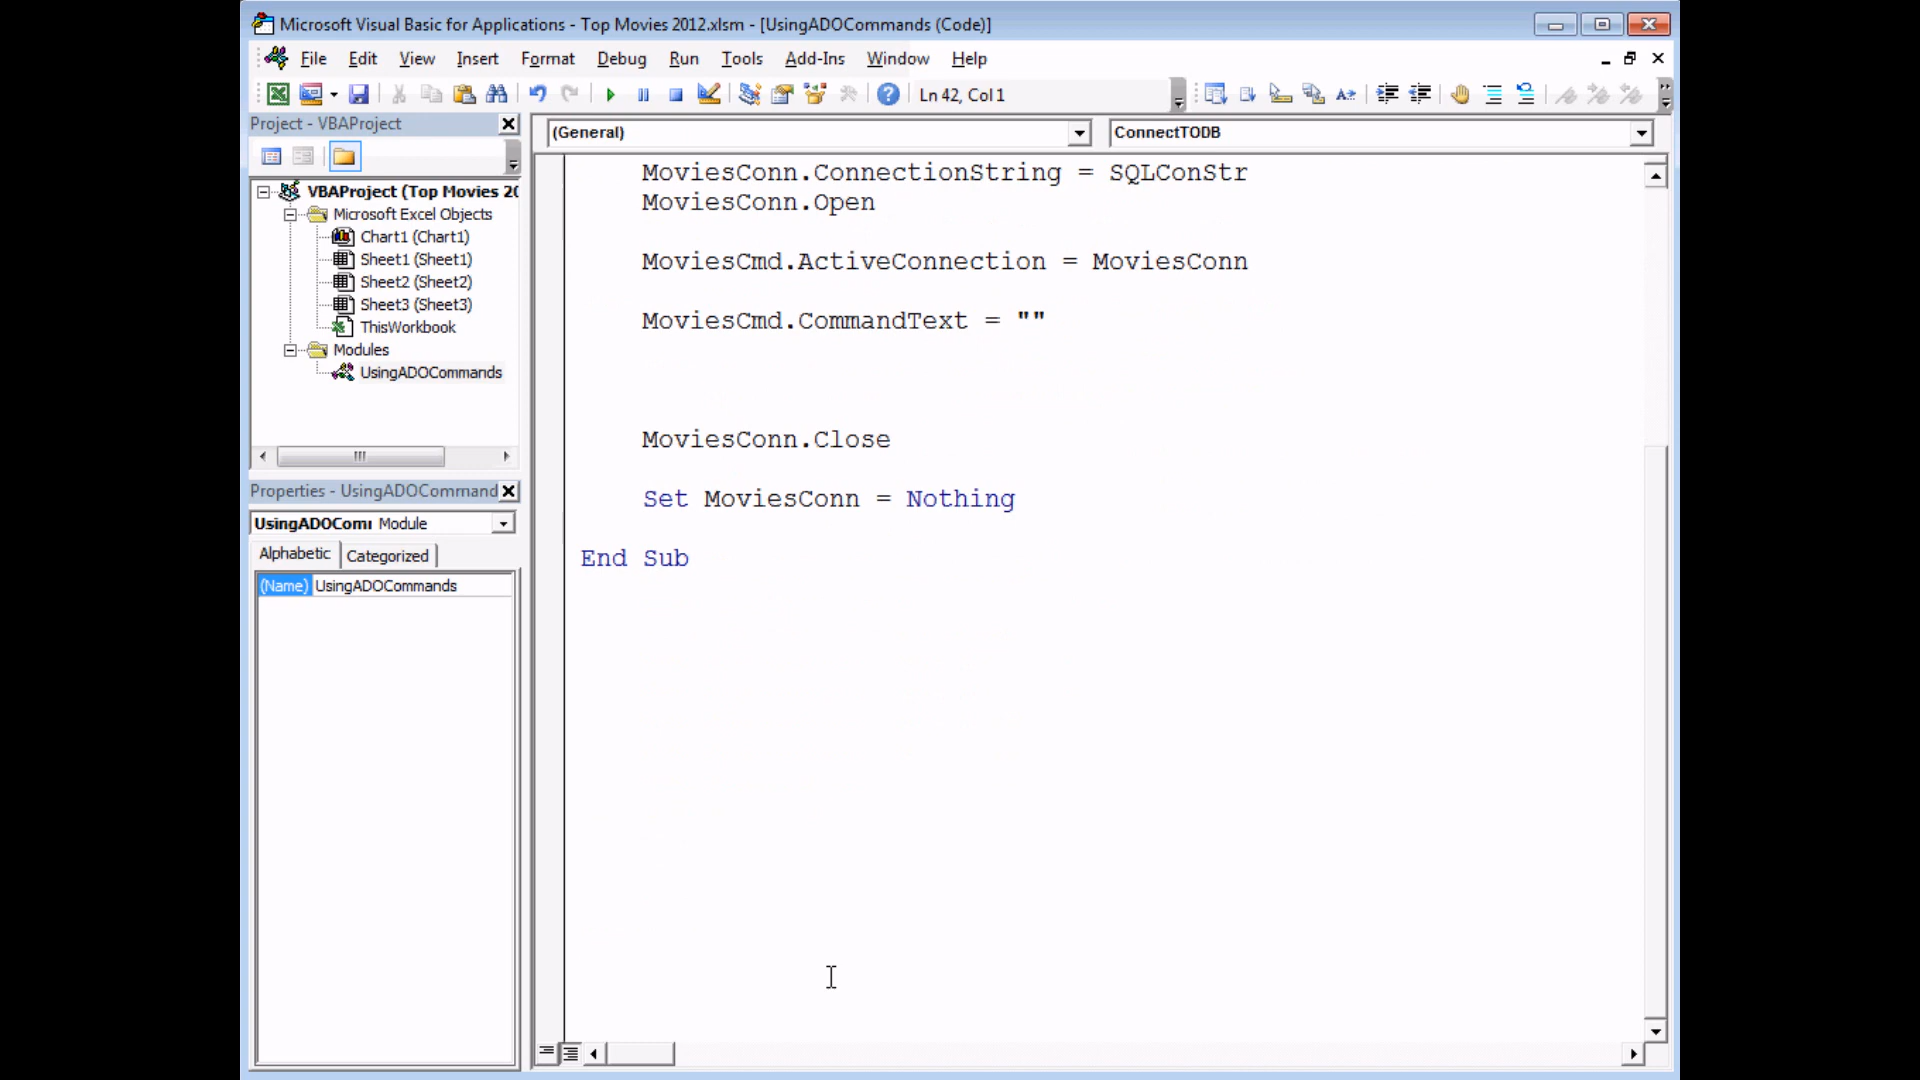 Microsoft Visual Basic for Applications - Top Movies 2012.xlsm - [UsingADOCommands (Code)]
File Edit View Insert Format Debug Run Tools Add-Ins Window Help
Ln 42, Col 1
Project - VBAProject
(General)
ConnectTODB
VBAProject (Top Movies 20
Microsoft Excel Objects
Chart1 (Chart1)
Sheet1 (Sheet1)
Sheet2 (Sheet2)
Sheet3 (Sheet3)
ThisWorkbook
Modules
UsingADOCommands
Properties - UsingADOCommand
UsingADOCom Module
Alphabetic Categorized
(Name) UsingADOCommands
MoviesConn.ConnectionString = SQLConStr
MoviesConn.Open
MoviesCmd.ActiveConnection = MoviesConn
MoviesCmd.CommandText = ""
MoviesConn.Close
Set MoviesConn = Nothing
End Sub